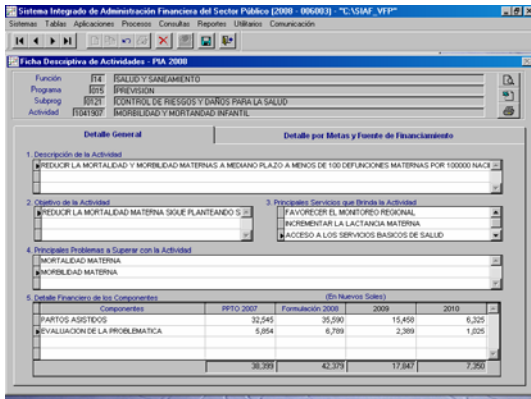 Sistema Integrado de Administración Financiera del Sector Público [2008 - 006003] - "C:\SIAF_VFP"
Sistemas Tablas Aplicaciones Procesos Consultas Reportes Utilitarios Comunicación
Ficha Descriptiva de Actividades - PIA 2008
Función 14 SALUD Y SANEAMIENTO
Programa 015 PREVISION
Subprog 0121 CONTROL DE RIESGOS Y DAÑOS PARA LA SALUD
Actividad 1041907 MORBILIDAD Y MORTANDAD INFANTIL
Detalle General Detalle por Metas y Fuente de Financiamiento
1. Descripción de la Actividad
REDUCIR LA MORTALIDAD Y MORBILIDAD MATERNAS A MEDIANO PLAZO A MENOS DE 100 DEFUNCIONES MATERNAS POR 100000 NACI
2. Objetivo de la Actividad 3. Principales Servicios que Brinda la Actividad
REDUCIR LA MORTALIDAD MATERNA SIGUE PLANTEANDO S FAVORECER EL MONITOREO REGIONAL
INCREMENTAR LA LACTANCIA MATERNA
ACCESO A LOS SERVICIOS BASICOS DE SALUD
4. Principales Problemas a Superar con la Actividad
MORTALIDAD MATERNA
MORBILIDAD MATERNA
5. Detalle Financiero de los Componentes (En Nuevos Soles)
Componentes PPTO 2007 Formulación 2008 2009 2010
PARTOS ASISTIDOS 32,545 35,590 15,458 6,325
EVALUACION DE LA PROBLEMATICA 5,854 6,789 2,389 1,025
38,399 42,379 17,847 7,350